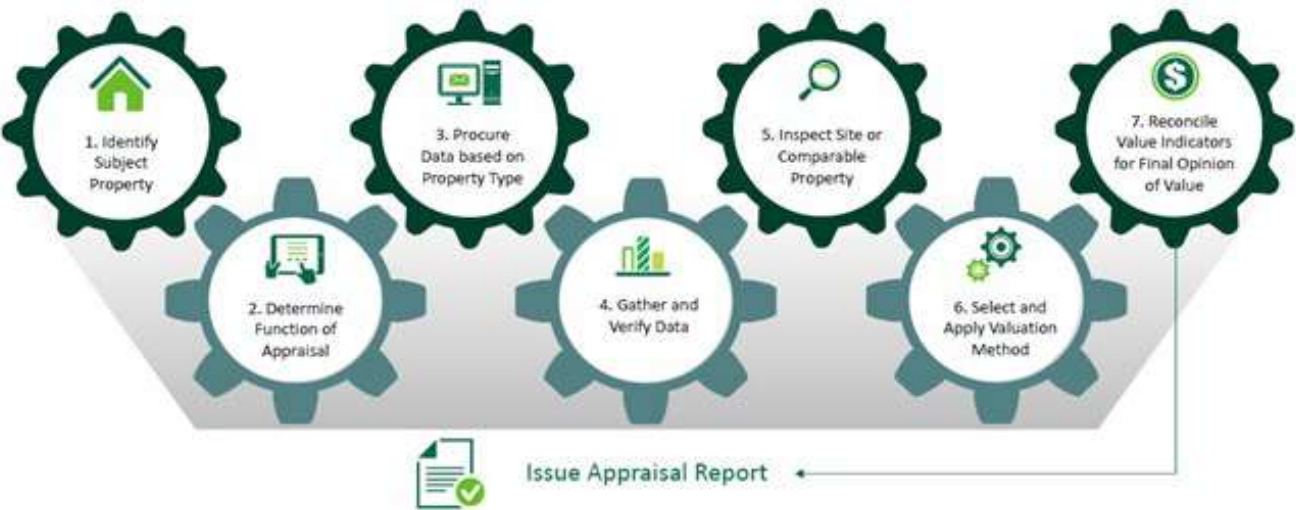 1. Identify
Subject
Property
2. Determine
Function of
Appraisal
3. Procure
Data based on
Property Type
4. Gather and
Verify Data
5. Inspect Site or
Comparable
Property
6. Select and
Apply Valuation
Method
7. Reconcile
Value Indicators
for Final Opinion
of Value
Issue Appraisal Report